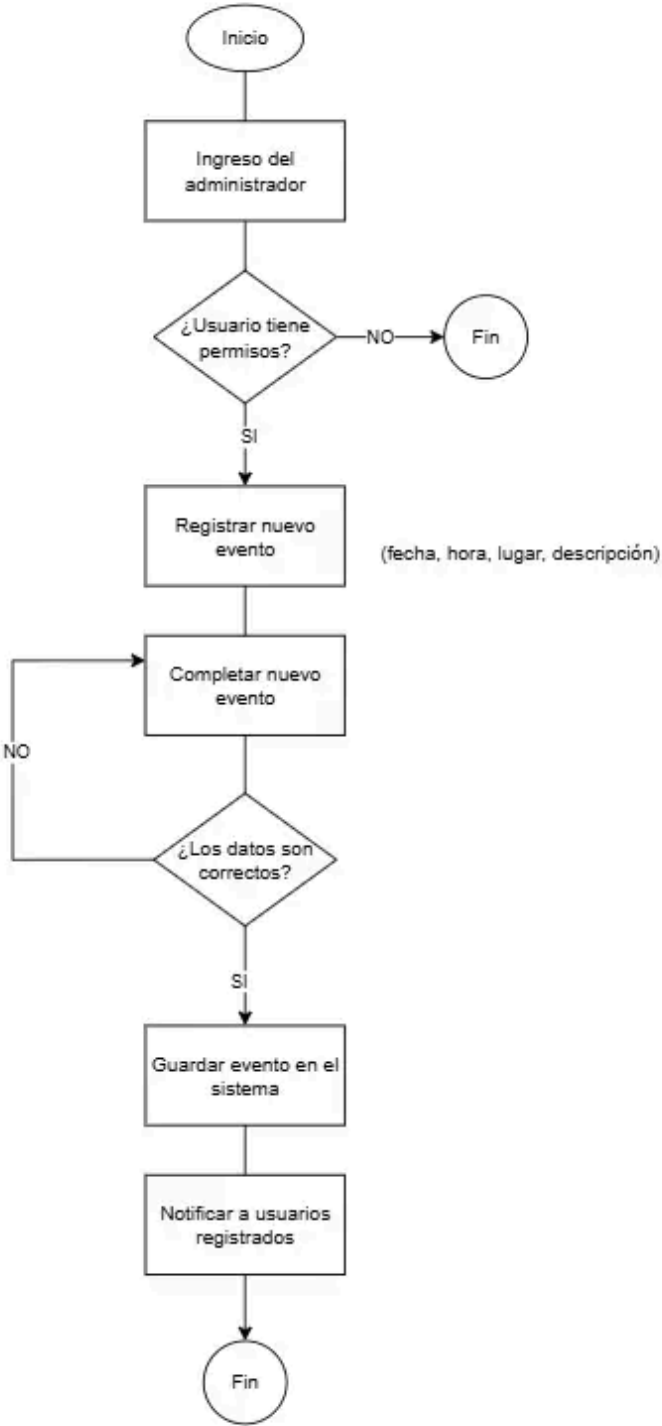 Inicio
Ingreso del
administrador
¿Usuario tiene
permisos?
NO
Fin
SI
Registrar nuevo
evento
(fecha, hora, lugar, descripción)
Completar nuevo
evento
NO
¿Los datos son
correctos?
SI
Guardar evento en el
sistema
Notificar a usuarios
registrados
Fin